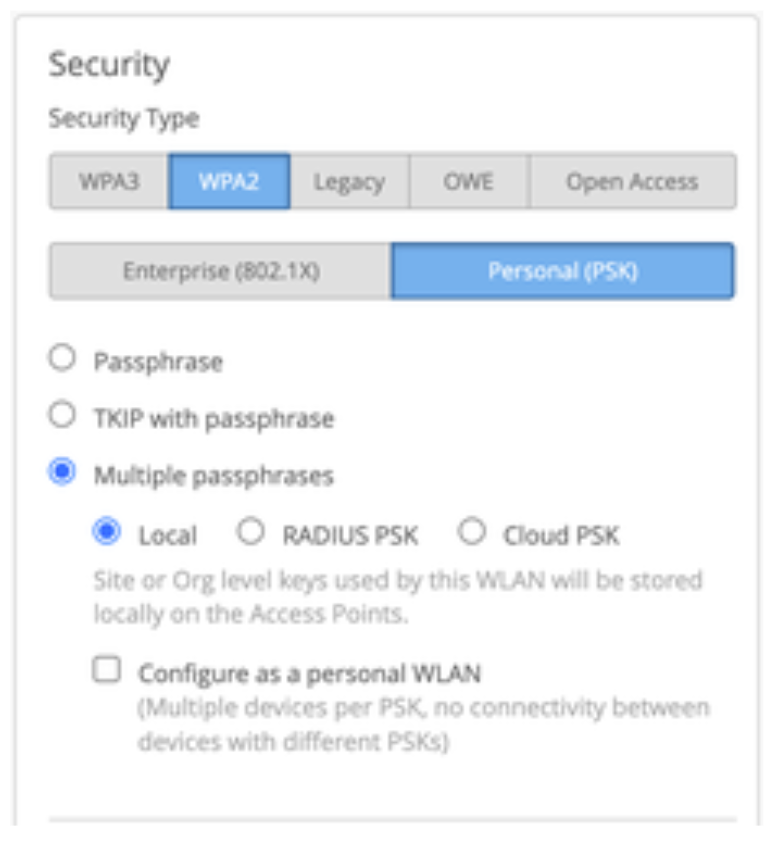 Security
Security Type
WPA3 WPA2 Legacy OWE Open Access
Enterprise (802.1X) Personal (PSK)
Passphrase
TKIP with passphrase
Multiple passphrases
Local RADIUS PSK Cloud PSK
Site or Org level keys used by this WLAN will be stored
locally on the Access Points.
Configure as a personal WLAN
(Multiple devices per PSK, no connectivity between
devices with different PSKs)